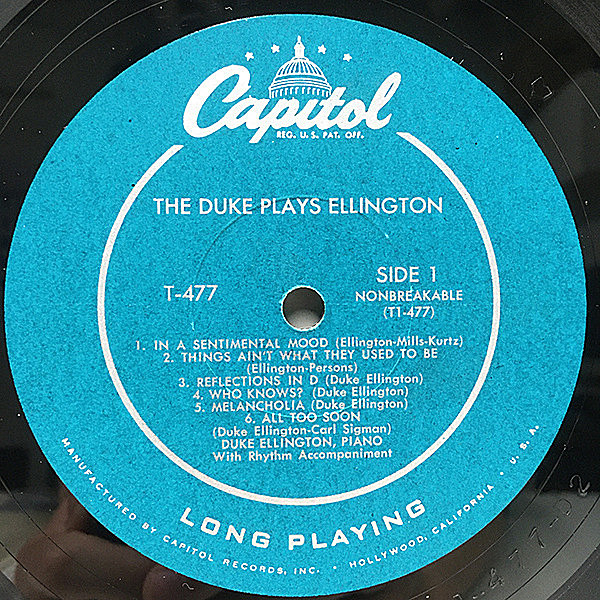 Capitol
REG. U.S. PAT. OFF.
THE DUKE PLAYS ELLINGTON
T-477
SIDE 1
NONBREAKABLE
(T1-477)
1. IN A SENTIMENTAL MOOD (Ellington-Mills-Kurtz)
2. THINGS AIN'T WHAT THEY USED TO BE
(Ellington-Persons)
3. REFLECTIONS IN D (Duke Ellington)
4. WHO KNOWS? (Duke Ellington)
5. MELANCHOLIA (Duke Ellington)
6. ALL TOO SOON
(Duke Ellington-Carl Sigman)
DUKE ELLINGTON, PIANO
With Rhythm Accompaniment
LONG PLAYING
MANUFACTURED BY CAPITOL RECORDS, INC. • HOLLYWOOD, CALIFORNIA • U.S.A.